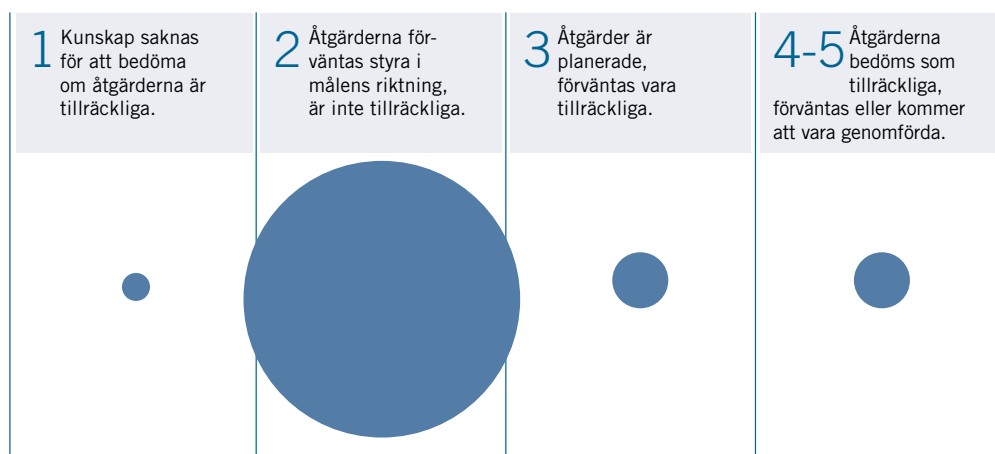 1 Kunskap saknas
för att bedöma
om åtgärderna är
tillräckliga.
2 Åtgärderna för-
väntas styra i
målens riktning,
är inte tillräckliga.
3 Åtgärder är
planerade,
förväntas vara
tillräckliga.
4-5 Åtgärderna
bedöms som
tillräckliga,
förväntas eller kommer
att vara genomförda.